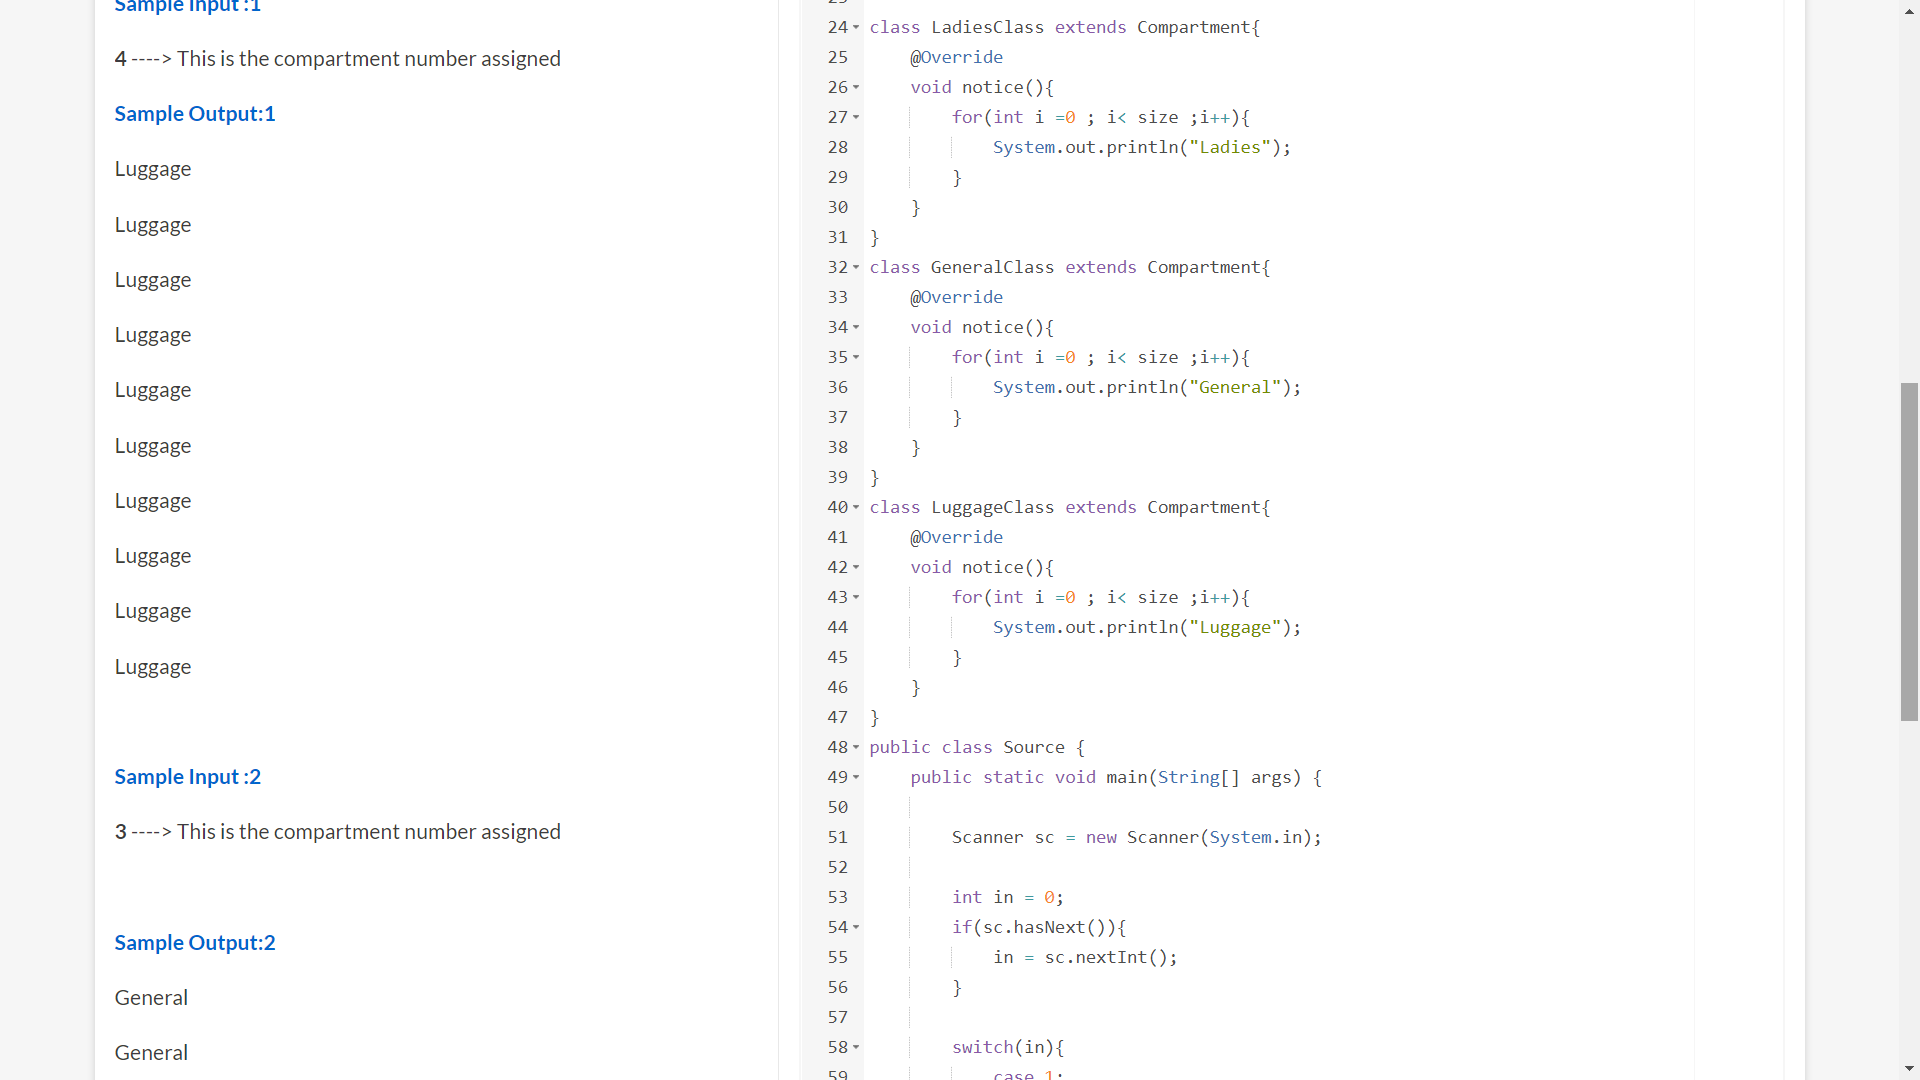 Sample Input :1
4 ----> This is the compartment number assigned
Sample Output:1
Luggage
Luggage
Luggage
Luggage
Luggage
Luggage
Luggage
Luggage
Luggage
Luggage
Sample Input :2
3 ----> This is the compartment number assigned
Sample Output:2
General
General
23
24 class LadiesClass extends Compartment{
25     @Override
26     void notice(){
27         for(int i =0 ; i< size ;i++){
28             System.out.println("Ladies");
29         }
30     }
31 }
32 class GeneralClass extends Compartment{
33     @Override
34     void notice(){
35         for(int i =0 ; i< size ;i++){
36             System.out.println("General");
37         }
38     }
39 }
40 class LuggageClass extends Compartment{
41     @Override
42     void notice(){
43         for(int i =0 ; i< size ;i++){
44             System.out.println("Luggage");
45         }
46     }
47 }
48 public class Source {
49     public static void main(String[] args) {
50
51         Scanner sc = new Scanner(System.in);
52
53         int in = 0;
54         if(sc.hasNext()){
55             in = sc.nextInt();
56         }
57
58         switch(in){
59             case 1: